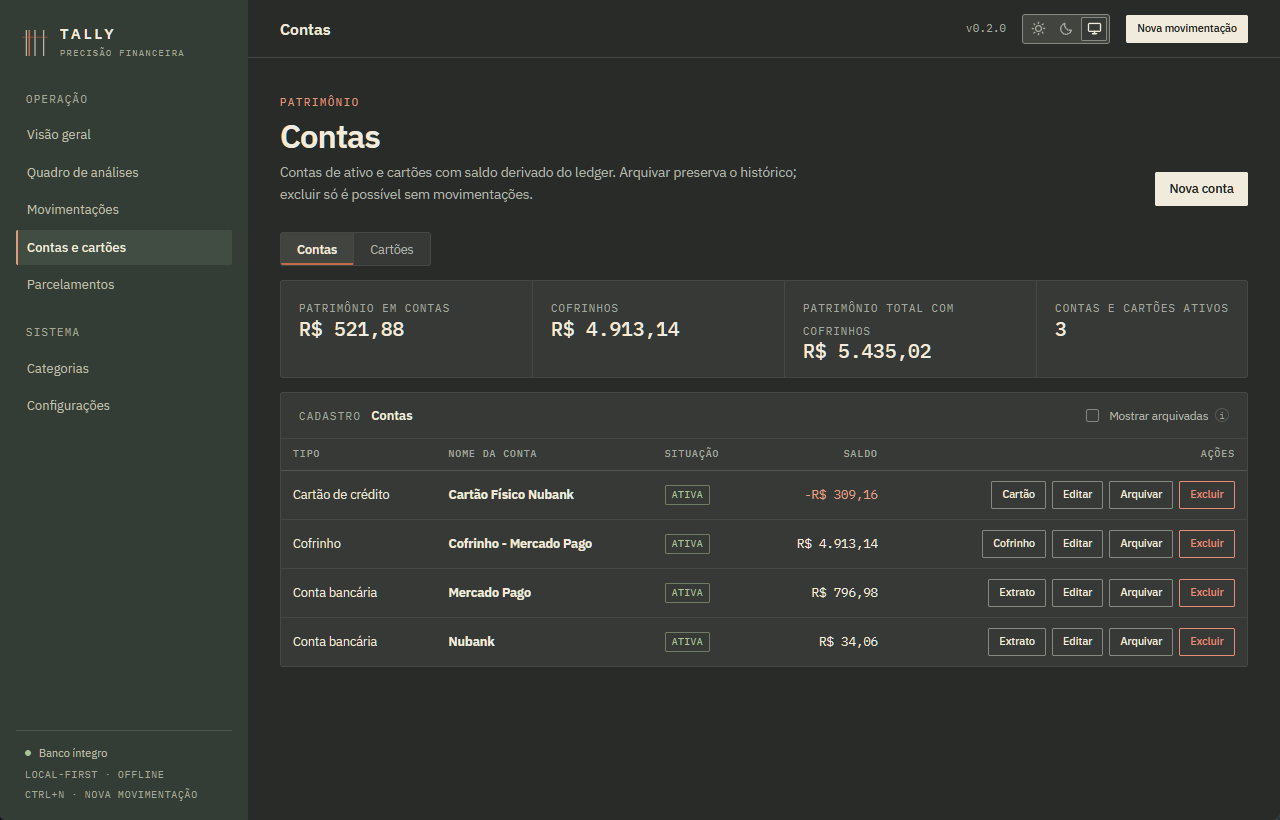 TALLY
PRECISÃO FINANCEIRA
OPERAÇÃO
Visão geral
Quadro de análises
Movimentações
Contas e cartões
Parcelamentos
SISTEMA
Categorias
Configurações
Banco íntegro
LOCAL-FIRST · OFFLINE
CTRL+N · NOVA MOVIMENTAÇÃO
Contas
v0.2.0
Nova movimentação
PATRIMÔNIO
Contas
Contas de ativo e cartões com saldo derivado do ledger. Arquivar preserva o histórico;
excluir só é possível sem movimentações.
Nova conta
Contas Cartões
PATRIMÔNIO EM CONTAS
R$ 521,88
COFRINHOS
R$ 4.913,14
PATRIMÔNIO TOTAL COM
COFRINHOS
R$ 5.435,02
CONTAS E CARTÕES ATIVOS
3
CADASTRO Contas
Mostrar arquivadas i
TIPO NOME DA CONTA SITUAÇÃO SALDO AÇÕES
Cartão de crédito Cartão Físico Nubank ATIVA -R$ 309,16 Cartão Editar Arquivar Excluir
Cofrinho Cofrinho - Mercado Pago ATIVA R$ 4.913,14 Cofrinho Editar Arquivar Excluir
Conta bancária Mercado Pago ATIVA R$ 796,98 Extrato Editar Arquivar Excluir
Conta bancária Nubank ATIVA R$ 34,06 Extrato Editar Arquivar Excluir